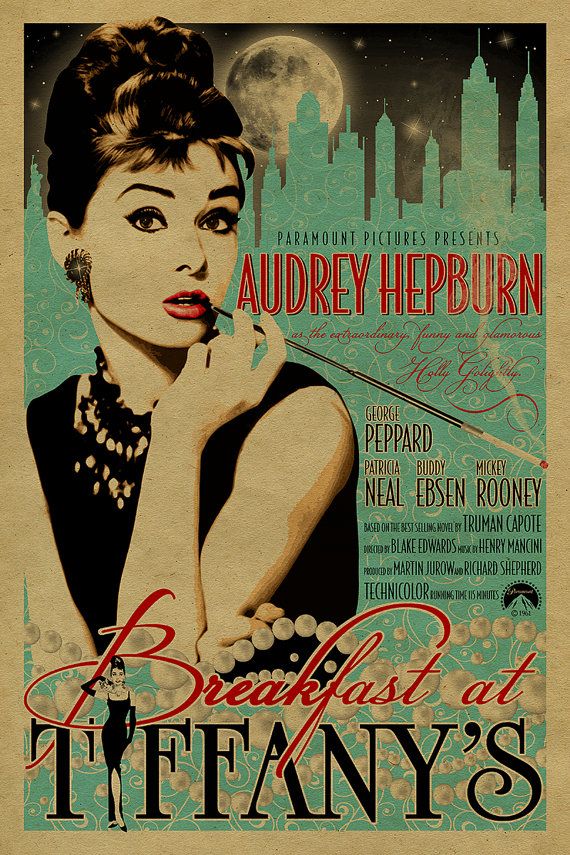 PARAMOUNT PICTURES PRESENTS
AUDREY HEPBURN
as the extraordinary, funny and glamorous
Holly Golightly.
GEORGE
PEPPARD
PATRICIA BUDDY MICKEY
NEAL EBSEN ROONEY
BASED ON THE BEST SELLING NOVEL BY TRUMAN CAPOTE
DIRECTED BY BLAKE EDWARDS MUSIC BY HENRY MANCINI
PRODUCED BY MARTIN JUROW AND RICHARD SHEPHERD
TECHNICOLOR RUNNING TIME 115 MINUTES
Paramount
© 1961
Breakfast at
TIFFANY'S